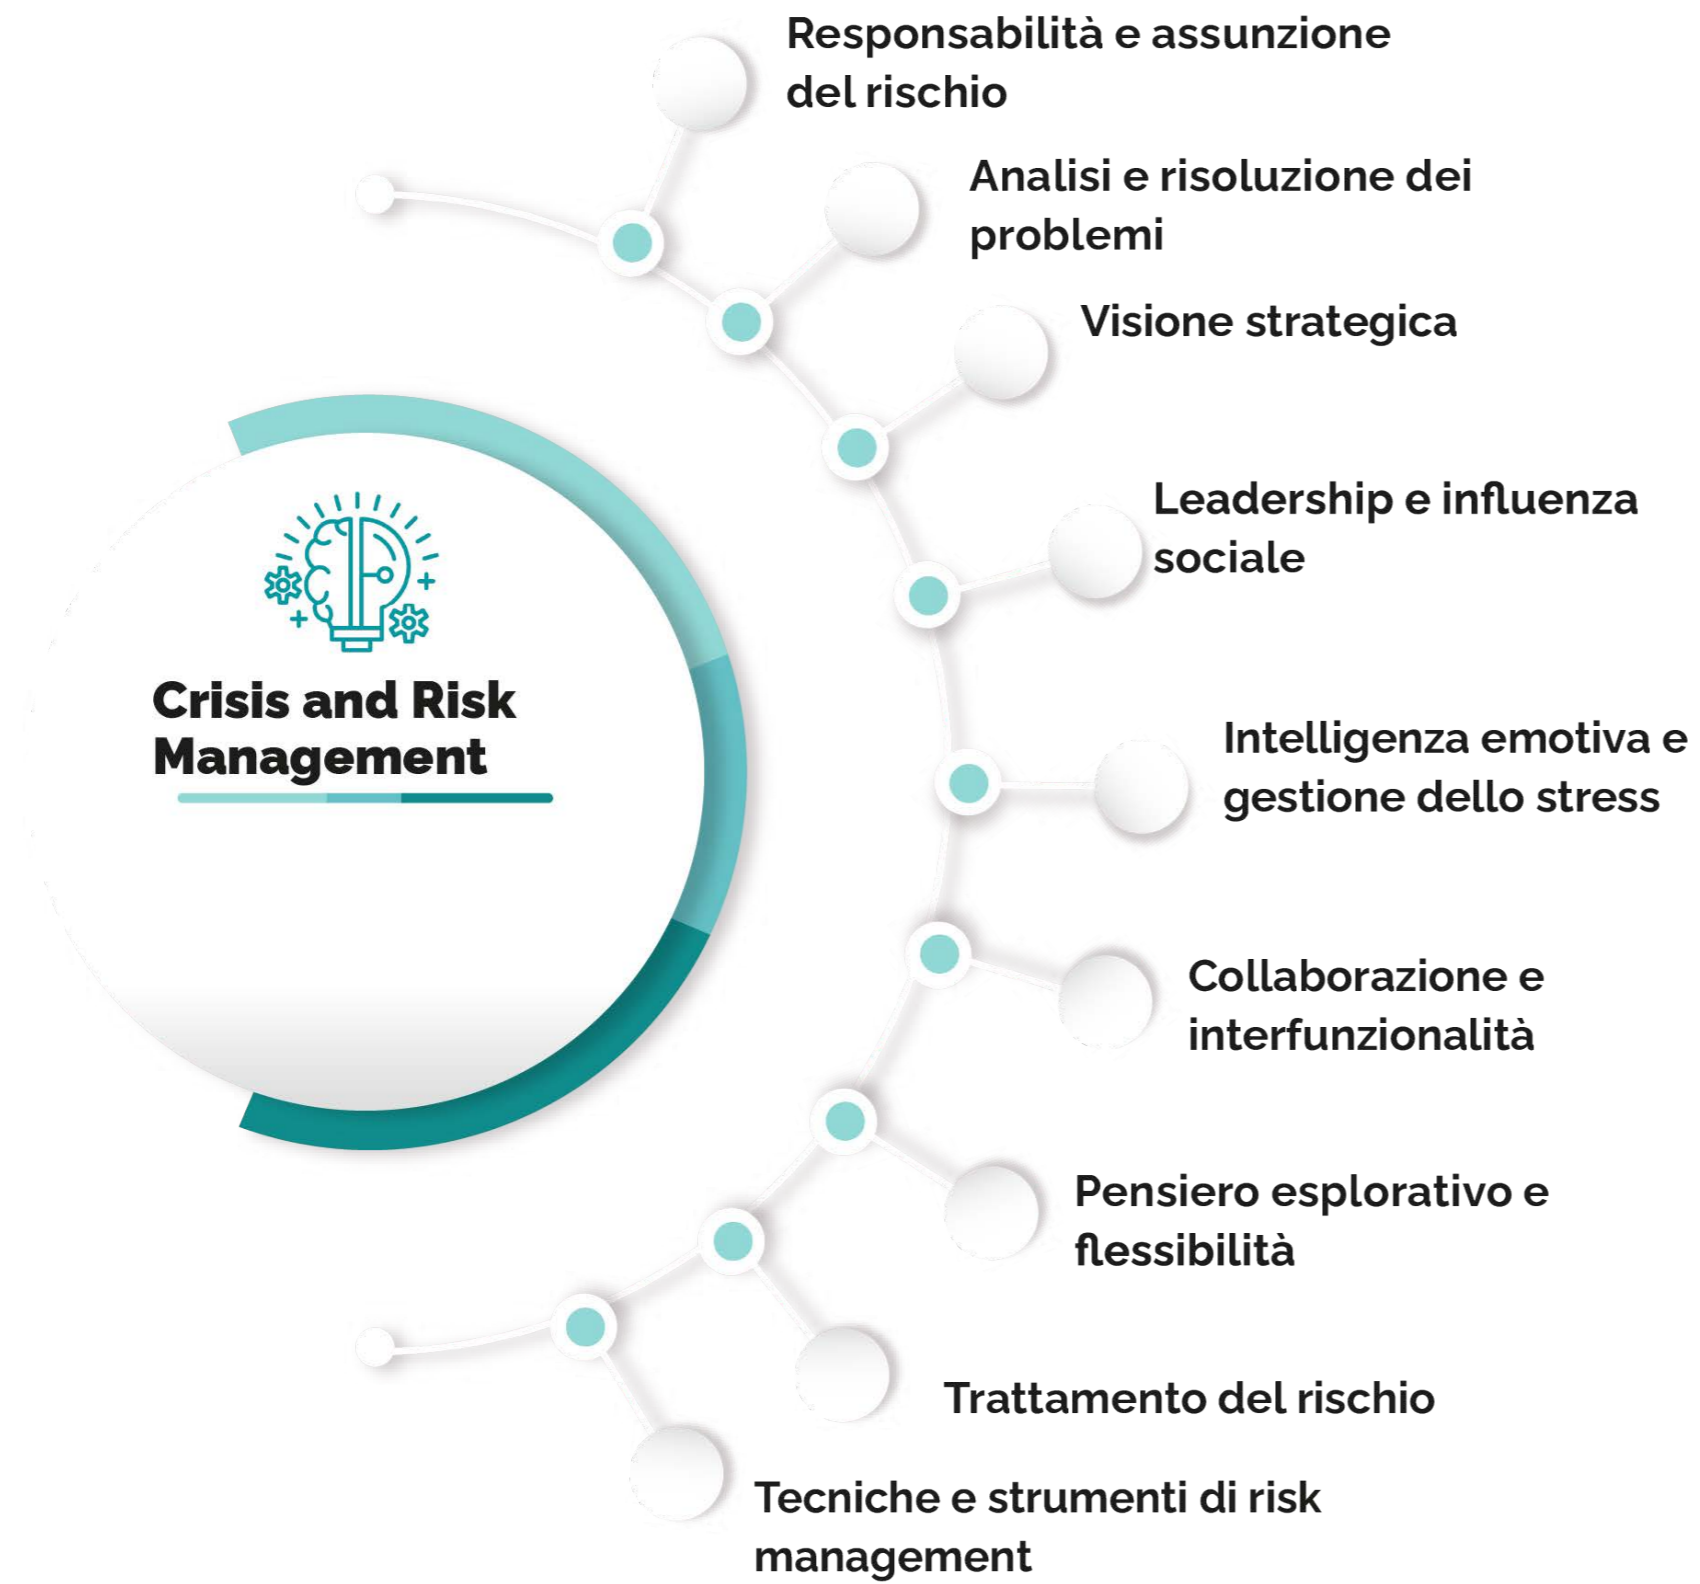 Responsabilità e assunzione
del rischio
Analisi e risoluzione dei
problemi
Visione strategica
Leadership e influenza
sociale
Crisis and Risk
Management
Intelligenza emotiva e
gestione dello stress
Collaborazione e
interfunzionalità
Pensiero esplorativo e
flessibilità
Trattamento del rischio
Tecniche e strumenti di risk
management